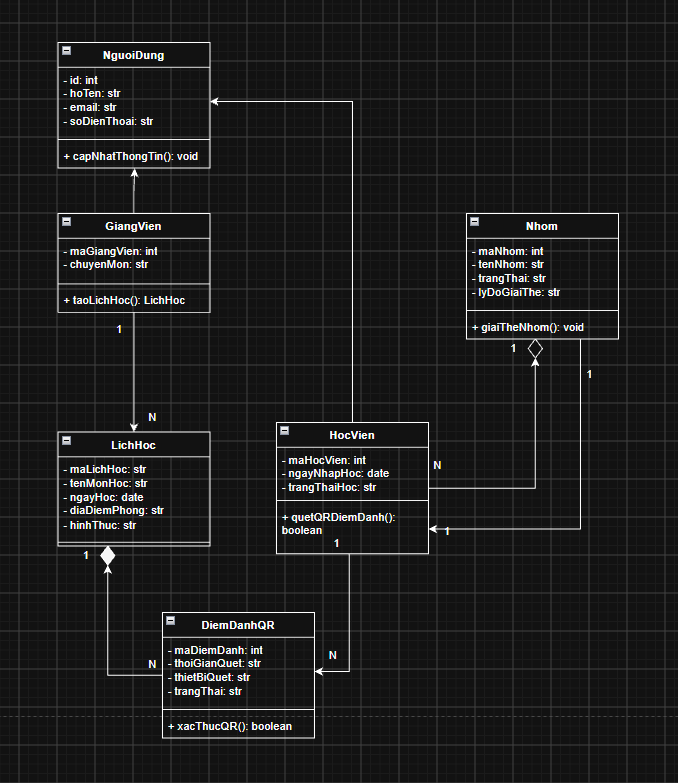 NguoiDung
- id: int
- hoTen: str
- email: str
- soDienThoai: str
+ capNhatThongTin(): void
GiangVien
- maGiangVien: int
- chuyenMon: str
+ taoLichHoc(): LichHoc
1
N
Nhom
- maNhom: int
- tenNhom: str
- trangThai: str
- lyDoGiaiThe: str
+ giaiTheNhom(): void
1
1
LichHoc
- maLichHoc: str
- tenMonHoc: str
- ngayHoc: date
- diaDiemPhong: str
- hinhThuc: str
1
HocVien
- maHocVien: int
- ngayNhapHoc: date
- trangThaiHoc: str
+ quetQRDiemDanh():
boolean
1
N
1
DiemDanhQR
- maDiemDanh: int
- thoiGianQuet: str
- thietBiQuet: str
- trangThai: str
+ xacThucQR(): boolean
N
N